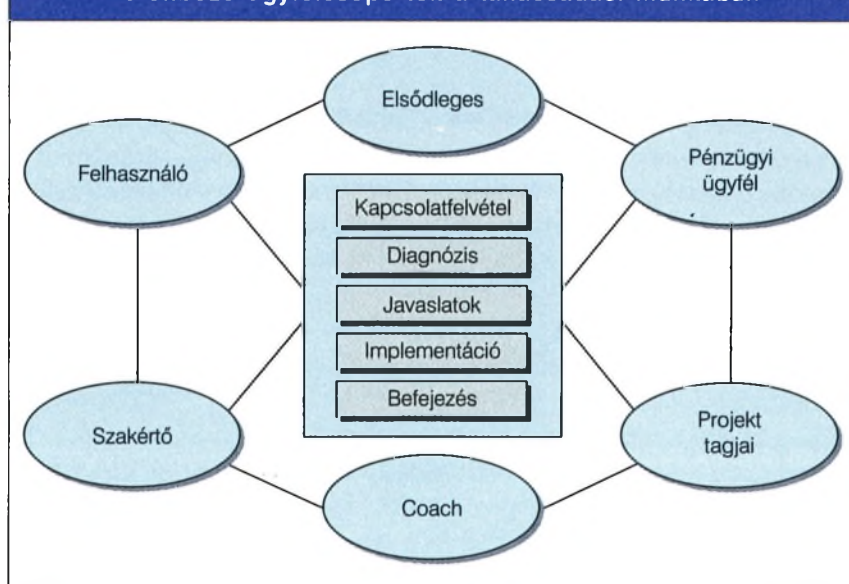 Elsődleges
Felhasználó
Pénzügyi
ügyfél
Kapcsolatfelvétel
Diagnózis
Javaslatok
Implementáció
Befejezés
Szakértő
Projekt
tagjai
Coach